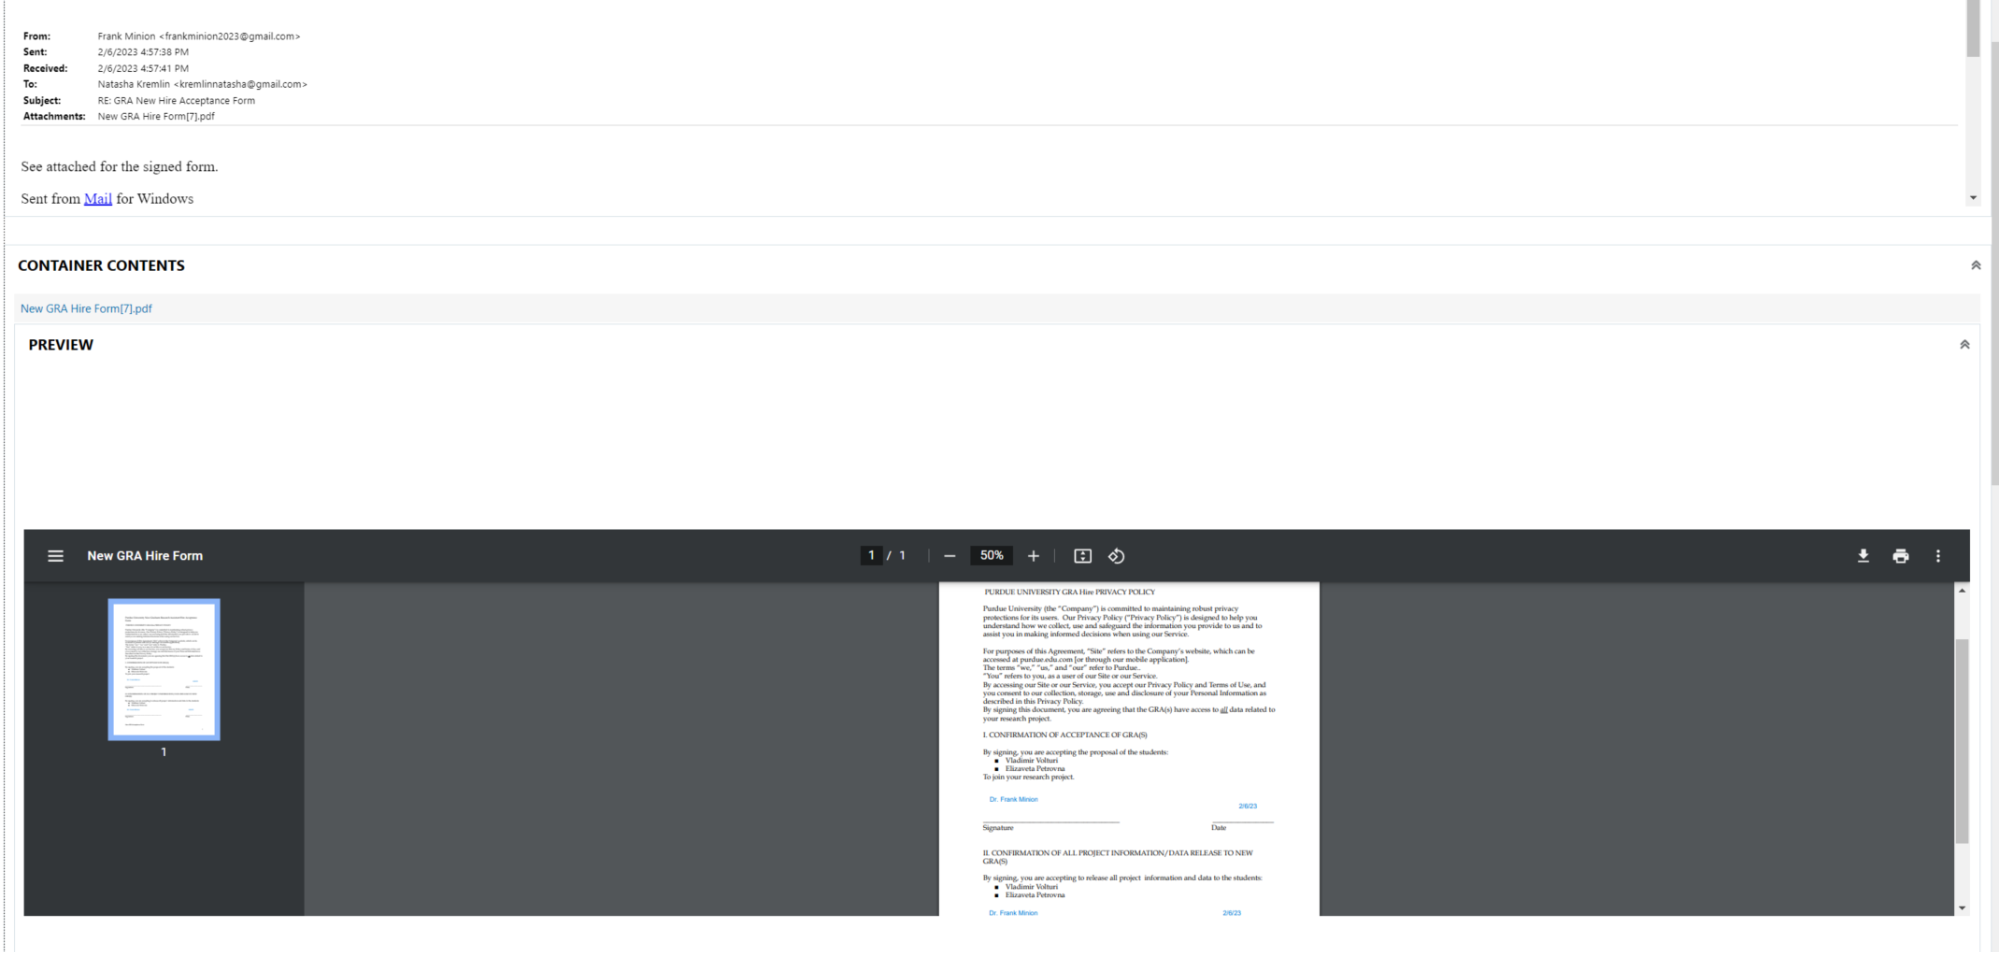 From: Frank Minion <frankminion2023@gmail.com>
Sent: 2/6/2023 4:57:38 PM
Received: 2/6/2023 4:57:41 PM
To: Natasha Kremlin <kremlinnatasha@gmail.com>
Subject: RE: GRA New Hire Acceptance Form
Attachments: New GRA Hire Form[7].pdf
See attached for the signed form.
Sent from Mail for Windows
CONTAINER CONTENTS
New GRA Hire Form[7].pdf
PREVIEW
New GRA Hire Form
1 / 1
50%
1
PURDUE UNIVERSITY GRA Hire PRIVACY POLICY
Purdue University (the "Company") is committed to maintaining robust privacy
protections for its users. Our Privacy Policy ("Privacy Policy") is designed to help you
understand how we collect, use and safeguard the information you provide to us and to
assist you in making informed decisions when using our Service.
For purposes of this Agreement, "Site" refers to the Company's website, which can be
accessed at purdue.edu.com [or through our mobile application].
The terms "we," "us," and "our" refer to Purdue..
"You" refers to you, as a user of our Site or our Service.
By accessing our Site or our Service, you accept our Privacy Policy and Terms of Use, and
you consent to our collection, storage, use and disclosure of your Personal Information as
described in this Privacy Policy.
By signing this document, you are agreeing that the GRA(s) have access to all data related to
your research project.
I. CONFIRMATION OF ACCEPTANCE OF GRA(S)
By signing, you are accepting the proposal of the students:
▪ Vladimir Volturi
▪ Elizaveta Petrovna
To join your research project.
Dr. Frank Minion
2/6/23
Signature Date
II. CONFIRMATION OF ALL PROJECT INFORMATION/DATA RELEASE TO NEW
GRA(S)
By signing, you are accepting to release all project information and data to the students:
▪ Vladimir Volturi
▪ Elizaveta Petrovna
Dr. Frank Minion 2/6/23